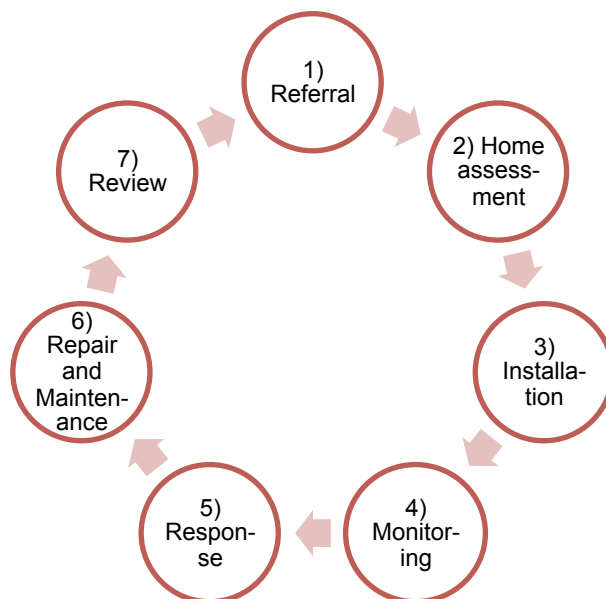 1)
Referral
2) Home
assess-
ment
3)
Installa-
tion
4)
Monitor-
ing
5)
Respon-
se
6)
Repair
and
Mainten-
ance
7)
Review